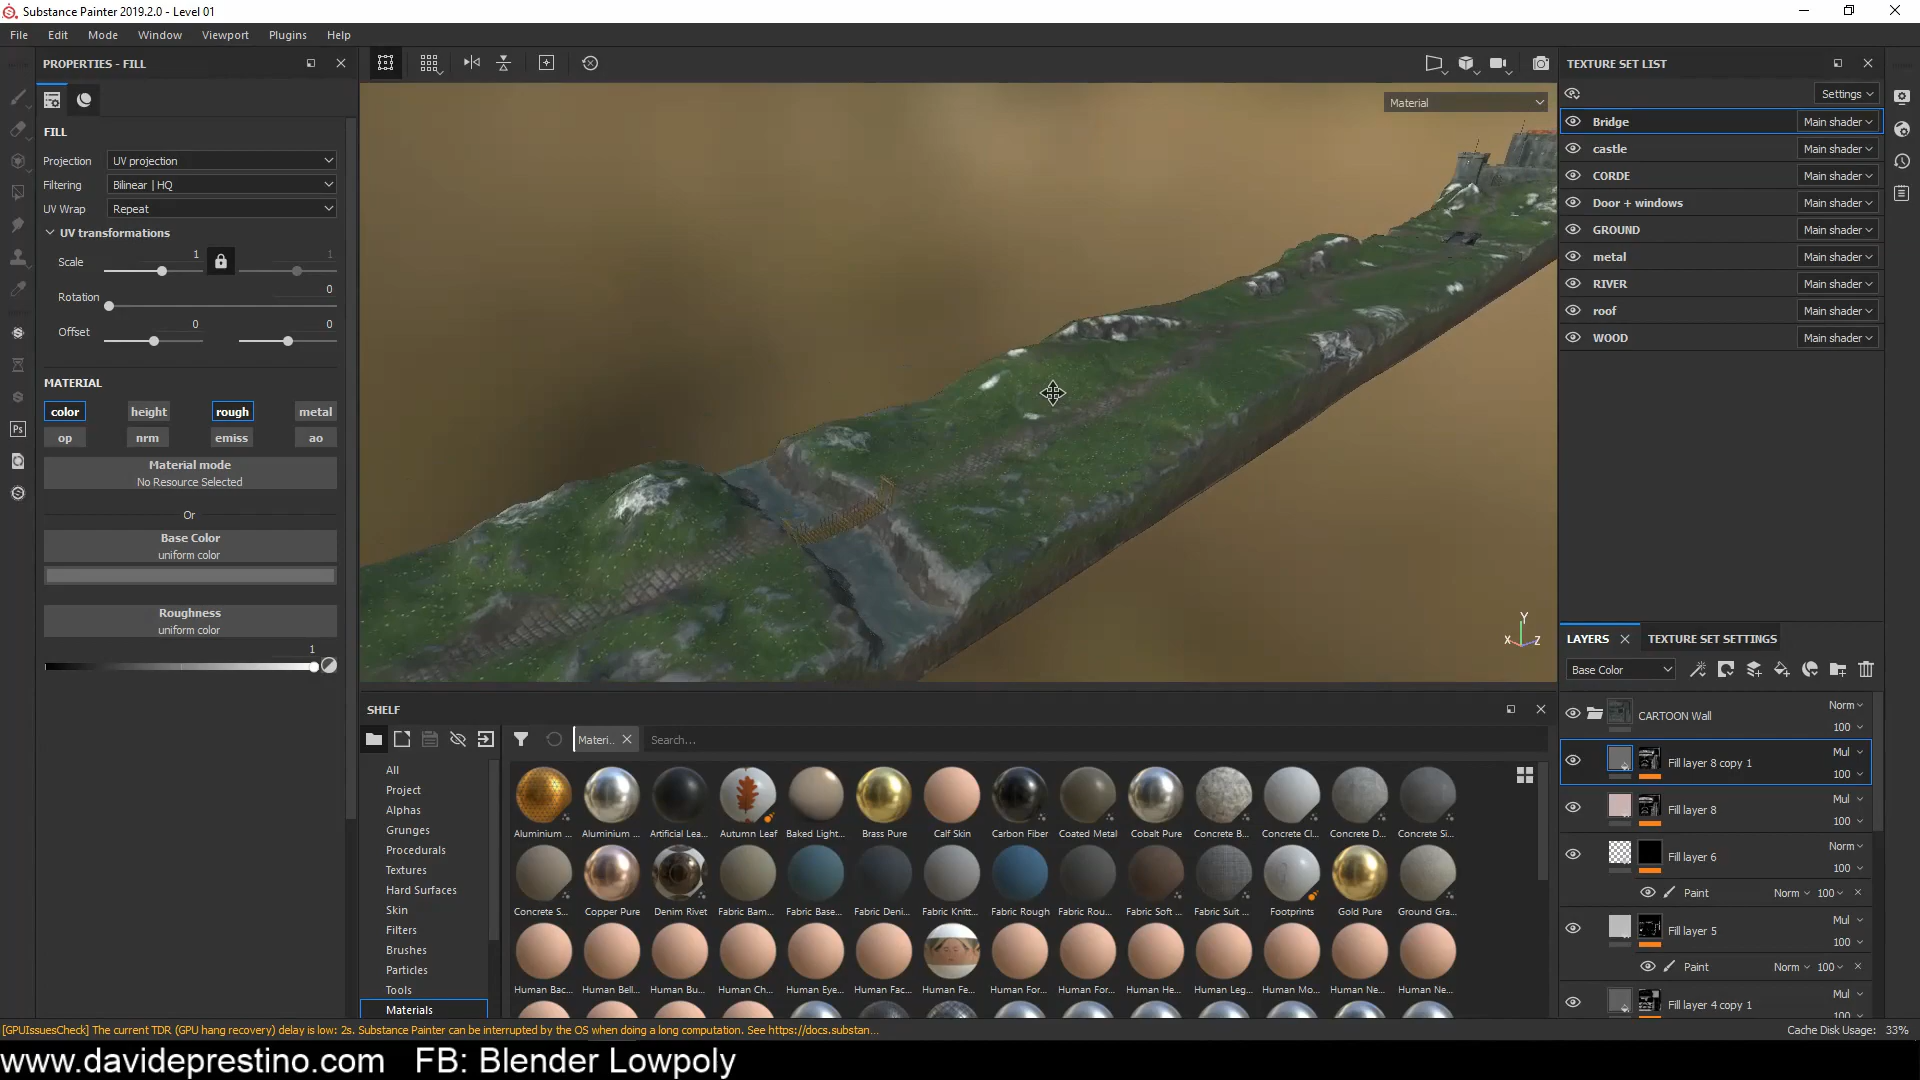 Substance Painter 2019.2.0 - Level 01
File Edit Mode Window Viewport Plugins Help
PROPERTIES - FILL
FILL
Projection UV projection
Filtering Bilinear | HQ
UV Wrap Repeat
UV transformations
Scale 1 1
Rotation 0
Offset 0 0
MATERIAL
color height rough metal
op nrm emiss ao
Material mode
No Resource Selected
Or
Base Color
uniform color
Roughness
uniform color
1
Material
Y
X Z
SHELF
Materi.. Search...
All
Project
Alphas
Grunges
Procedurals
Textures
Hard Surfaces
Skin
Filters
Brushes
Particles
Tools
Materials
Aluminium ... Aluminium ... Artificial Lea... Autumn Leaf Baked Light... Brass Pure Calf Skin Carbon Fiber Coated Metal Cobalt Pure Concrete B... Concrete Cl... Concrete D... Concrete Si...
Concrete S... Copper Pure Denim Rivet Fabric Bam... Fabric Base... Fabric Deni... Fabric Knitt... Fabric Rough Fabric Rou... Fabric Soft ... Fabric Suit ... Footprints Gold Pure Ground Gra...
Human Bac... Human Bell... Human Bu... Human Ch... Human Eye... Human Fac... Human Fe... Human For... Human For... Human He... Human Leg... Human Mo... Human Ne... Human Ne...
TEXTURE SET LIST
Settings
Bridge Main shader
castle Main shader
CORDE Main shader
Door + windows Main shader
GROUND Main shader
metal Main shader
RIVER Main shader
roof Main shader
WOOD Main shader
LAYERS TEXTURE SET SETTINGS
Base Color
CARTOON Wall Norm
100
Fill layer 8 copy 1 Mul
100
Fill layer 8 Mul
100
Fill layer 6 Norm
100
Paint Norm 100
Fill layer 5 Mul
100
Paint Norm 100
Fill layer 4 copy 1 Mul
100
Ps
[GPUIssuesCheck] The current TDR (GPU hang recovery) delay is low: 2s. Substance Painter can be interrupted by the OS when doing a long computation. See https://docs.substan...
Cache Disk Usage: 33%
www.davideprestino.com FB: Blender Lowpoly